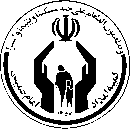 ویطعمون الطعام علی حبه مسکینا و یتیما و اسیرا
کمیته امداد امام خمینی